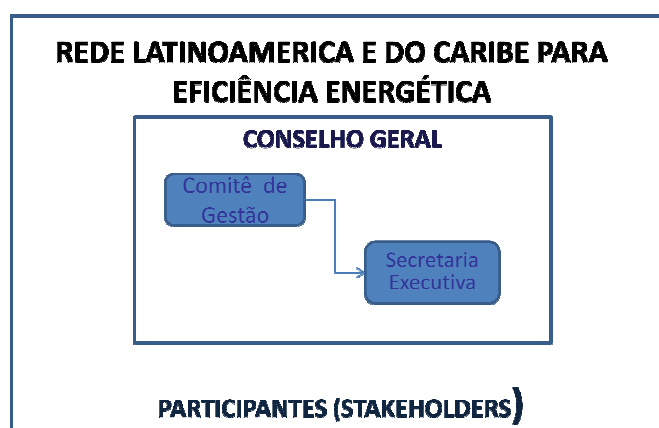 REDE LATINOAMERICA E DO CARIBE PARA
EFICIÊNCIA ENERGÉTICA
CONSELHO GERAL
Comitê de
Gestão
Secretaria
Executiva
PARTICIPANTES (STAKEHOLDERS)